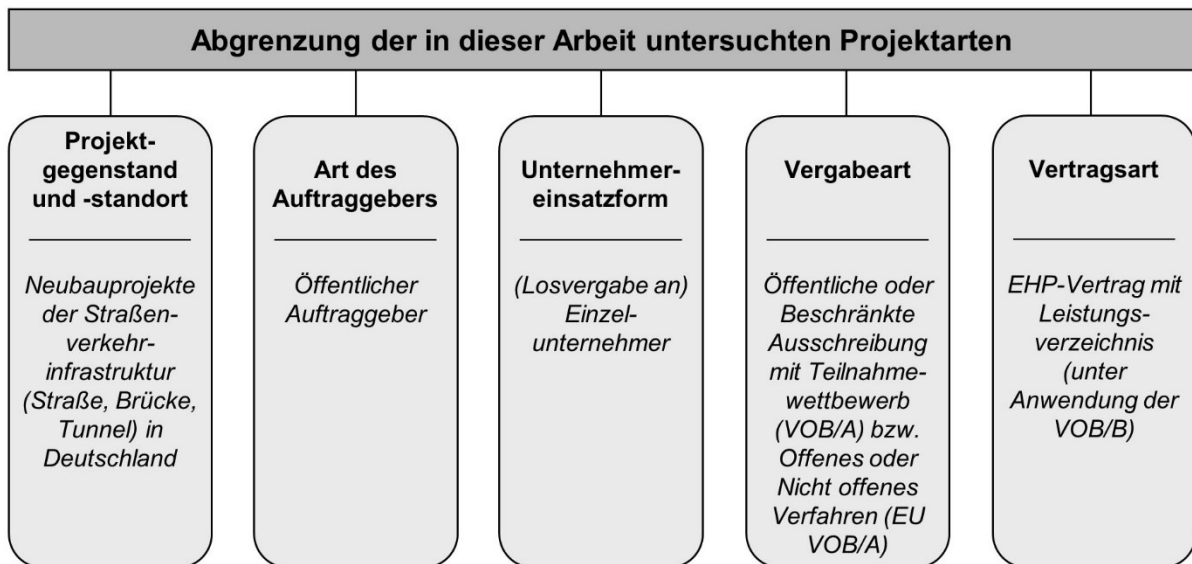 Abgrenzung der in dieser Arbeit untersuchten Projektarten
Projekt-
gegenstand
und -standort
Neubauprojekte
der Straßen-
verkehr-
infrastruktur
(Straße, Brücke,
Tunnel) in
Deutschland
Art des
Auftraggebers
Öffentlicher
Auftraggeber
Unternehmer-
einsatzform
(Losvergabe an)
Einzel-
unternehmer
Vergabeart
Öffentliche oder
Beschränkte
Ausschreibung
mit Teilnahme-
wettbewerb
(VOB/A) bzw.
Offenes oder
Nicht offenes
Verfahren (EU
VOB/A)
Vertragsart
EHP-Vertrag mit
Leistungs-
verzeichnis
(unter
Anwendung der
VOB/B)